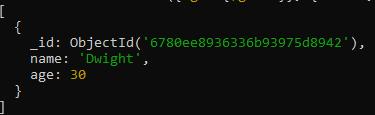 [
  {
    _id: ObjectId('6780ee8936336b93975d8942'),
    name: 'Dwight',
    age: 30
  }
]